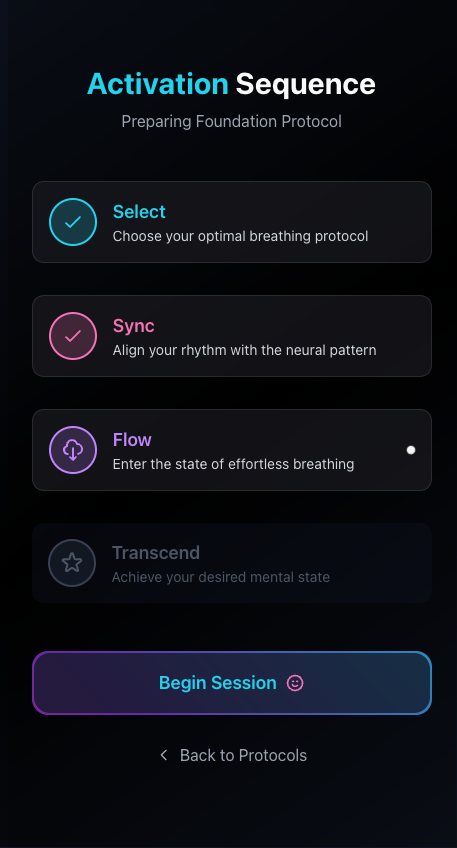 Activation Sequence
Preparing Foundation Protocol
Select
Choose your optimal breathing protocol
Sync
Align your rhythm with the neural pattern
Flow
Enter the state of effortless breathing
Transcend
Achieve your desired mental state
Begin Session
Back to Protocols